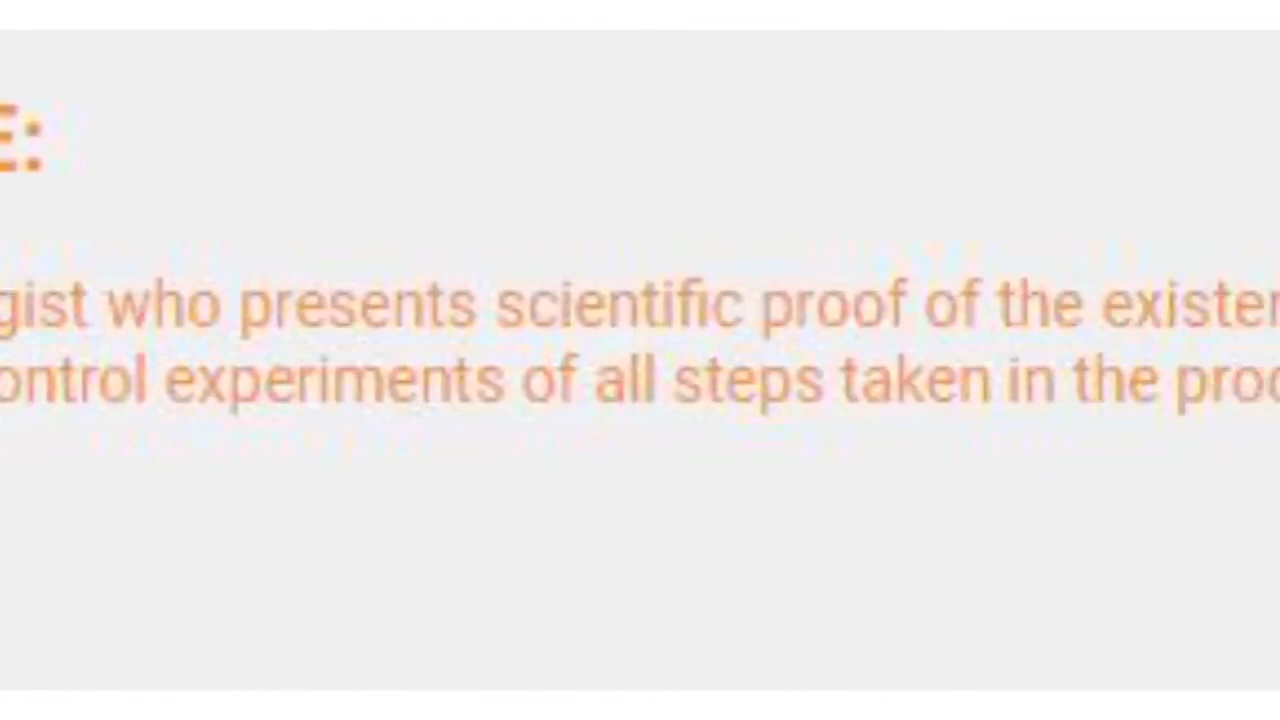 E:
gist who presents scientific proof of the existen
ontrol experiments of all steps taken in the proc